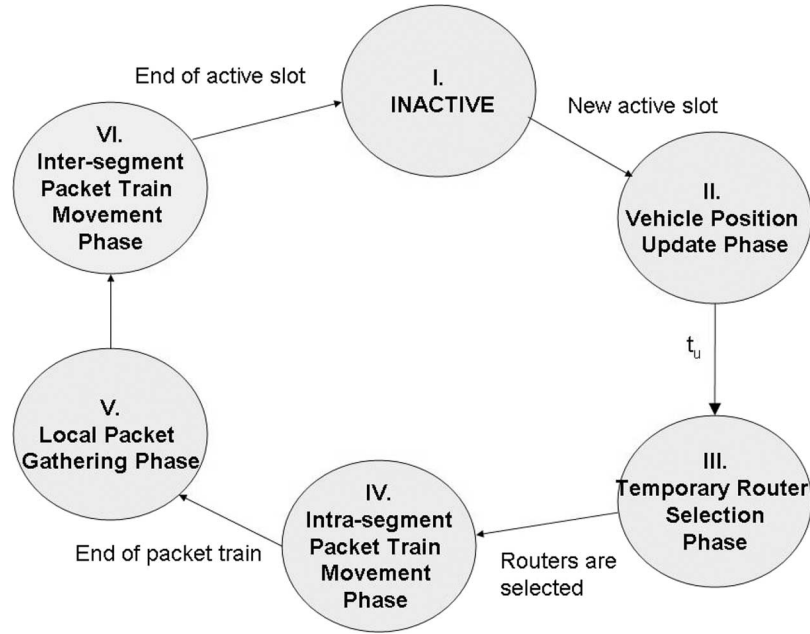 I.
INACTIVE
New active slot
II.
Vehicle Position
Update Phase
t_u
III.
Temporary Router
Selection
Phase
Routers are
selected
IV.
Intra-segment
Packet Train
Movement
Phase
End of packet train
V.
Local Packet
Gathering Phase
VI.
Inter-segment
Packet Train
Movement
Phase
End of active slot